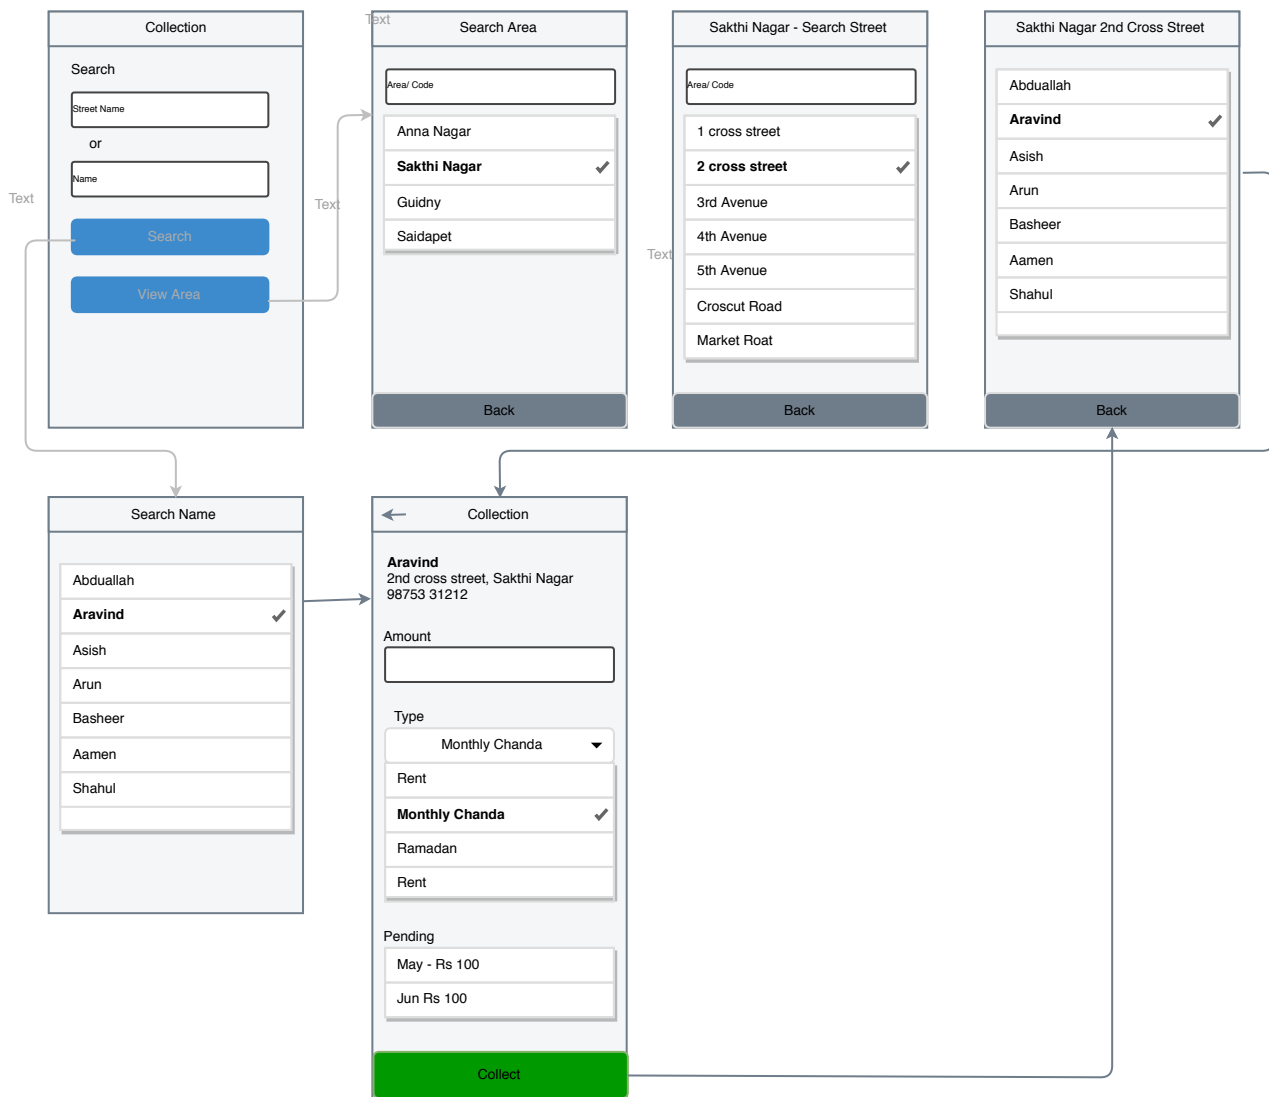 Collection
Search
Street Name
or
Name
Search
View Area
Text
Text
Search Area
Area/ Code
Anna Nagar
Sakthi Nagar
Guidny
Saidapet
Back
Text
Sakthi Nagar - Search Street
Area/ Code
1 cross street
2 cross street
3rd Avenue
4th Avenue
5th Avenue
Croscut Road
Market Roat
Back
Text
Sakthi Nagar 2nd Cross Street
Abduallah
Aravind
Asish
Arun
Basheer
Aamen
Shahul
Back
Search Name
Abduallah
Aravind
Asish
Arun
Basheer
Aamen
Shahul
Collection
Aravind
2nd cross street, Sakthi Nagar
98753 31212
Amount
Type
Monthly Chanda
Rent
Monthly Chanda
Ramadan
Rent
Pending
May - Rs 100
Jun Rs 100
Collect